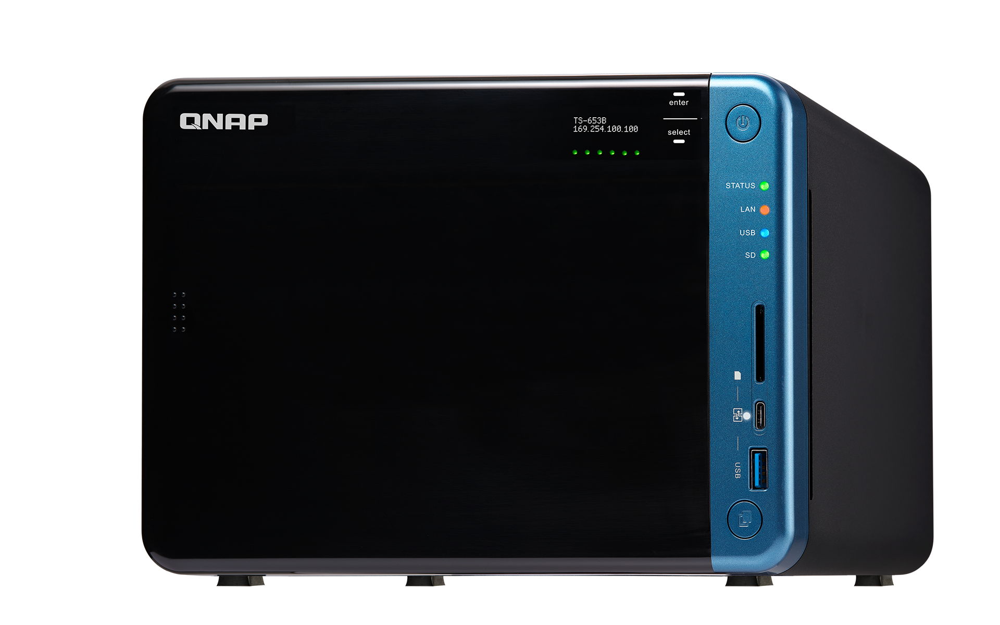 QNAP
TS-653B
169.254.100.100
enter
select
STATUS
LAN
USB
SD
USB